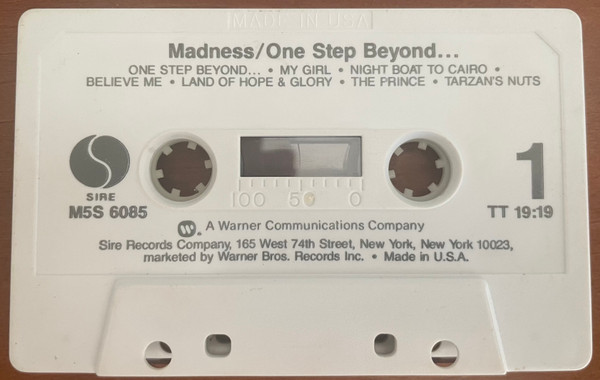 MADE IN USA
Madness/One Step Beyond...
ONE STEP BEYOND... • MY GIRL • NIGHT BOAT TO CAIRO •
BELIEVE ME • LAND OF HOPE & GLORY • THE PRINCE • TARZAN'S NUTS
1
SIRE
100 50 0
M5S 6085
TT 19:19
W. A Warner Communications Company
Sire Records Company, 165 West 74th Street, New York, New York 10023,
marketed by Warner Bros. Records Inc. • Made in U.S.A.